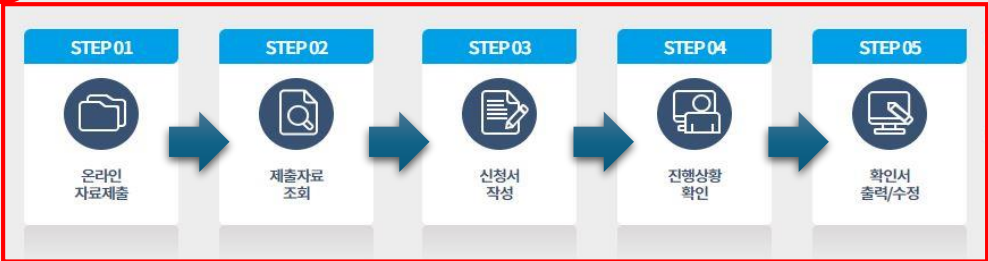 STEP 01
온라인
자료제출
STEP 02
제출자료
조회
STEP 03
신청서
작성
STEP 04
진행상황
확인
STEP 05
확인서
출력/수정